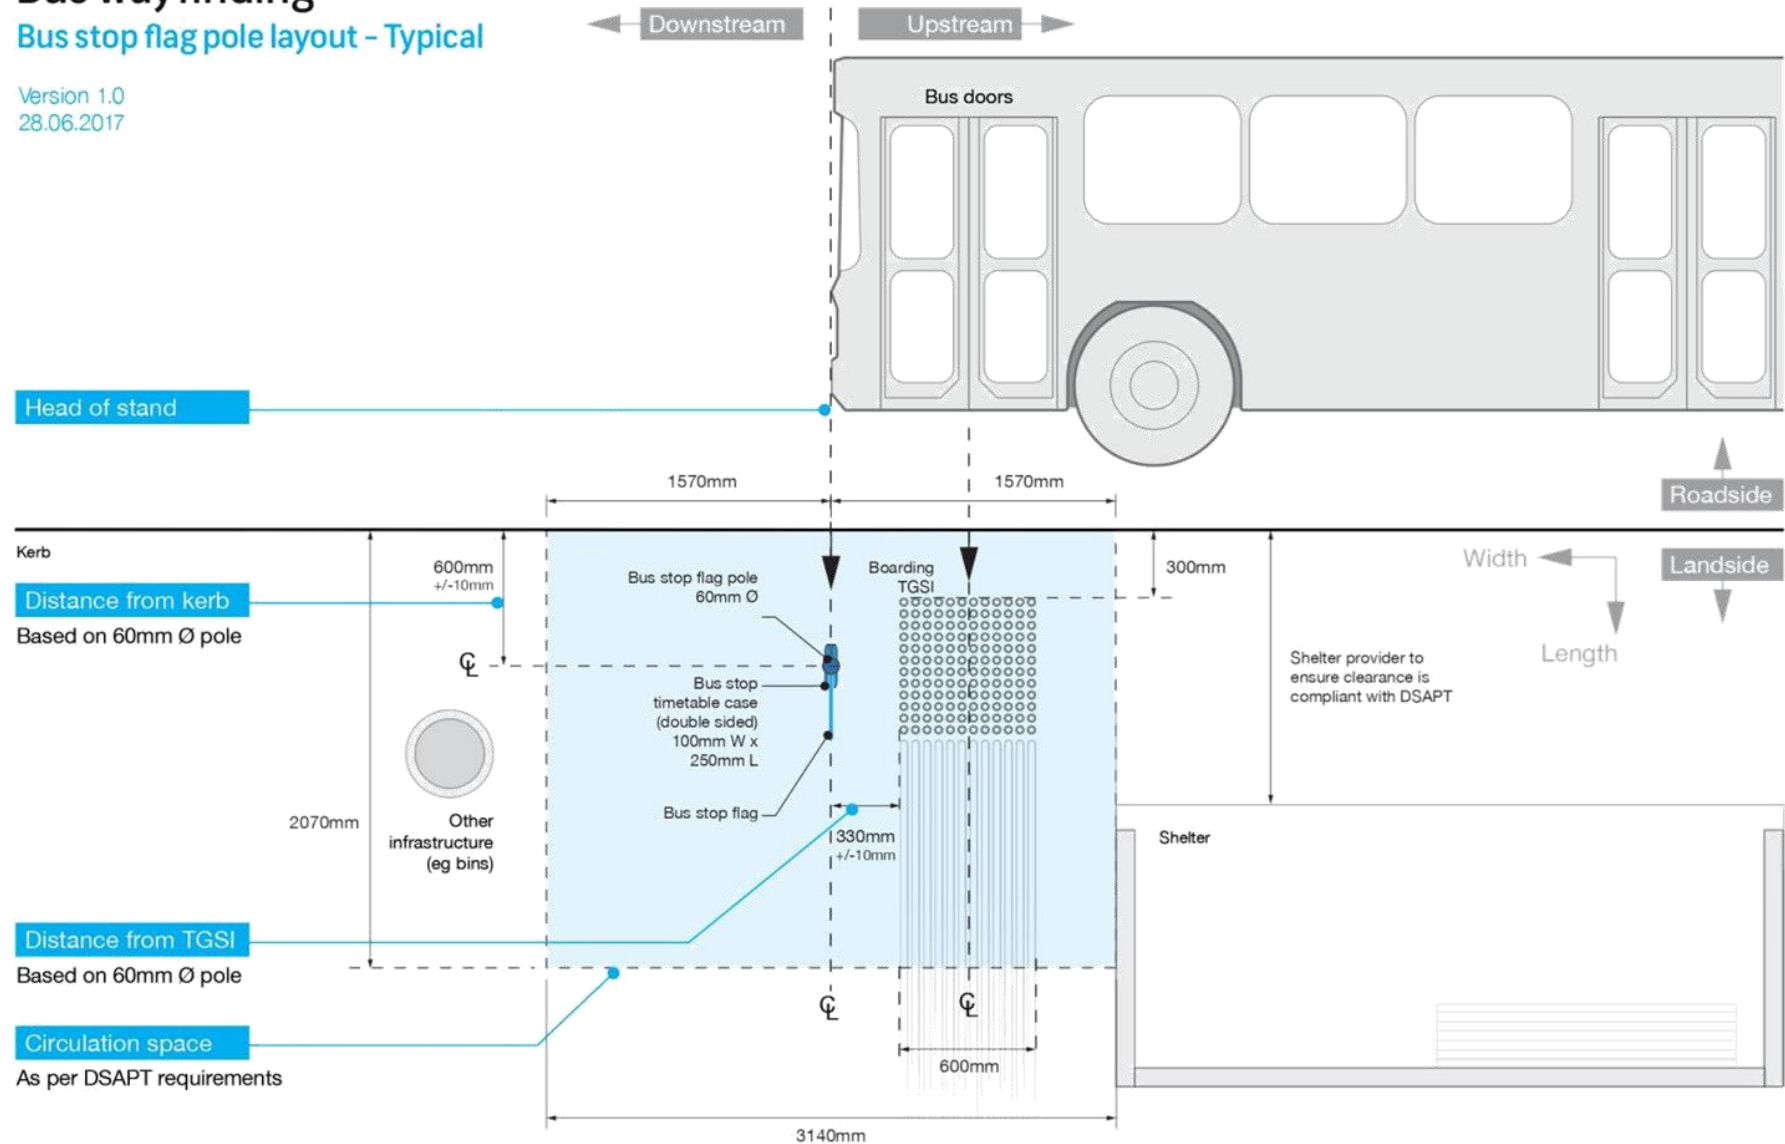 Bus wayfinding
Bus stop flag pole layout - Typical
Version 1.0
28.06.2017
Downstream
Upstream
Bus doors
Head of stand
1570mm
1570mm
Roadside
Kerb
600mm
+/-10mm
Distance from kerb
Based on 60mm Ø pole
Bus stop flag pole
60mm Ø
Boarding
TGSI
300mm
Width
Landside
Length
℄
Bus stop
timetable case
(double sided)
100mm W x
250mm L
Shelter provider to
ensure clearance is
compliant with DSAPT
2070mm
Other
infrastructure
(eg bins)
Bus stop flag
330mm
+/-10mm
Shelter
Distance from TGSI
Based on 60mm Ø pole
℄
℄
Circulation space
As per DSAPT requirements
600mm
3140mm